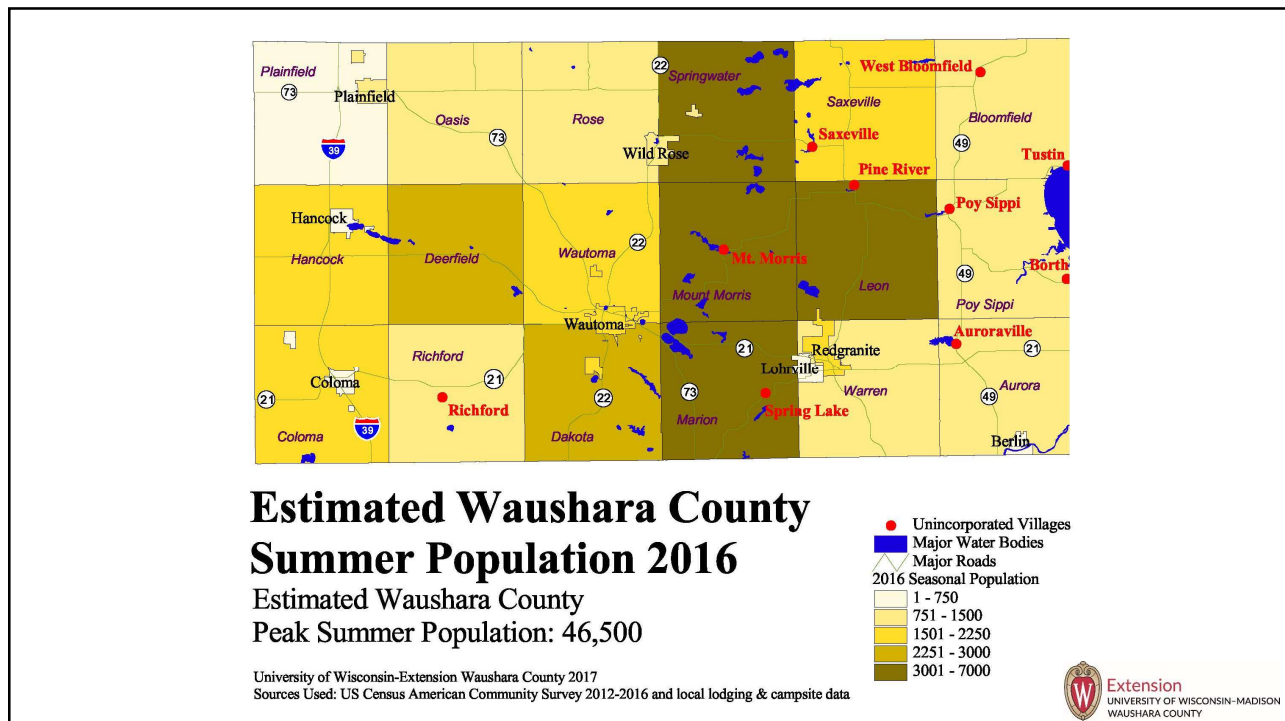 Plainfield
73
Plainfield
39
Oasis
73
Rose
22
Springwater
Wild Rose
West Bloomfield
Saxeville
Saxeville
Bloomfield
49
Tustin
Pine River
Poy Sippi
Hancock
Hancock
Deerfield
Wautoma
22
Mt. Morris
Mount Morris
Leon
49
Borth
Poy Sippi
Wautoma
Auroraville
21
Redgranite
Lohrville
21
Richford
Coloma
21
21
Richford
39
Coloma
22
Dakota
73
Marion
Spring Lake
Warren
49
Aurora
Berlin
Estimated Waushara County
Summer Population 2016
Estimated Waushara County
Peak Summer Population: 46,500
University of Wisconsin-Extension Waushara County 2017
Sources Used: US Census American Community Survey 2012-2016 and local lodging & campsite data
Unincorporated Villages
Major Water Bodies
Major Roads
2016 Seasonal Population
1 - 750
751 - 1500
1501 - 2250
2251 - 3000
3001 - 7000
W
Extension
UNIVERSITY OF WISCONSIN–MADISON
WAUSHARA COUNTY